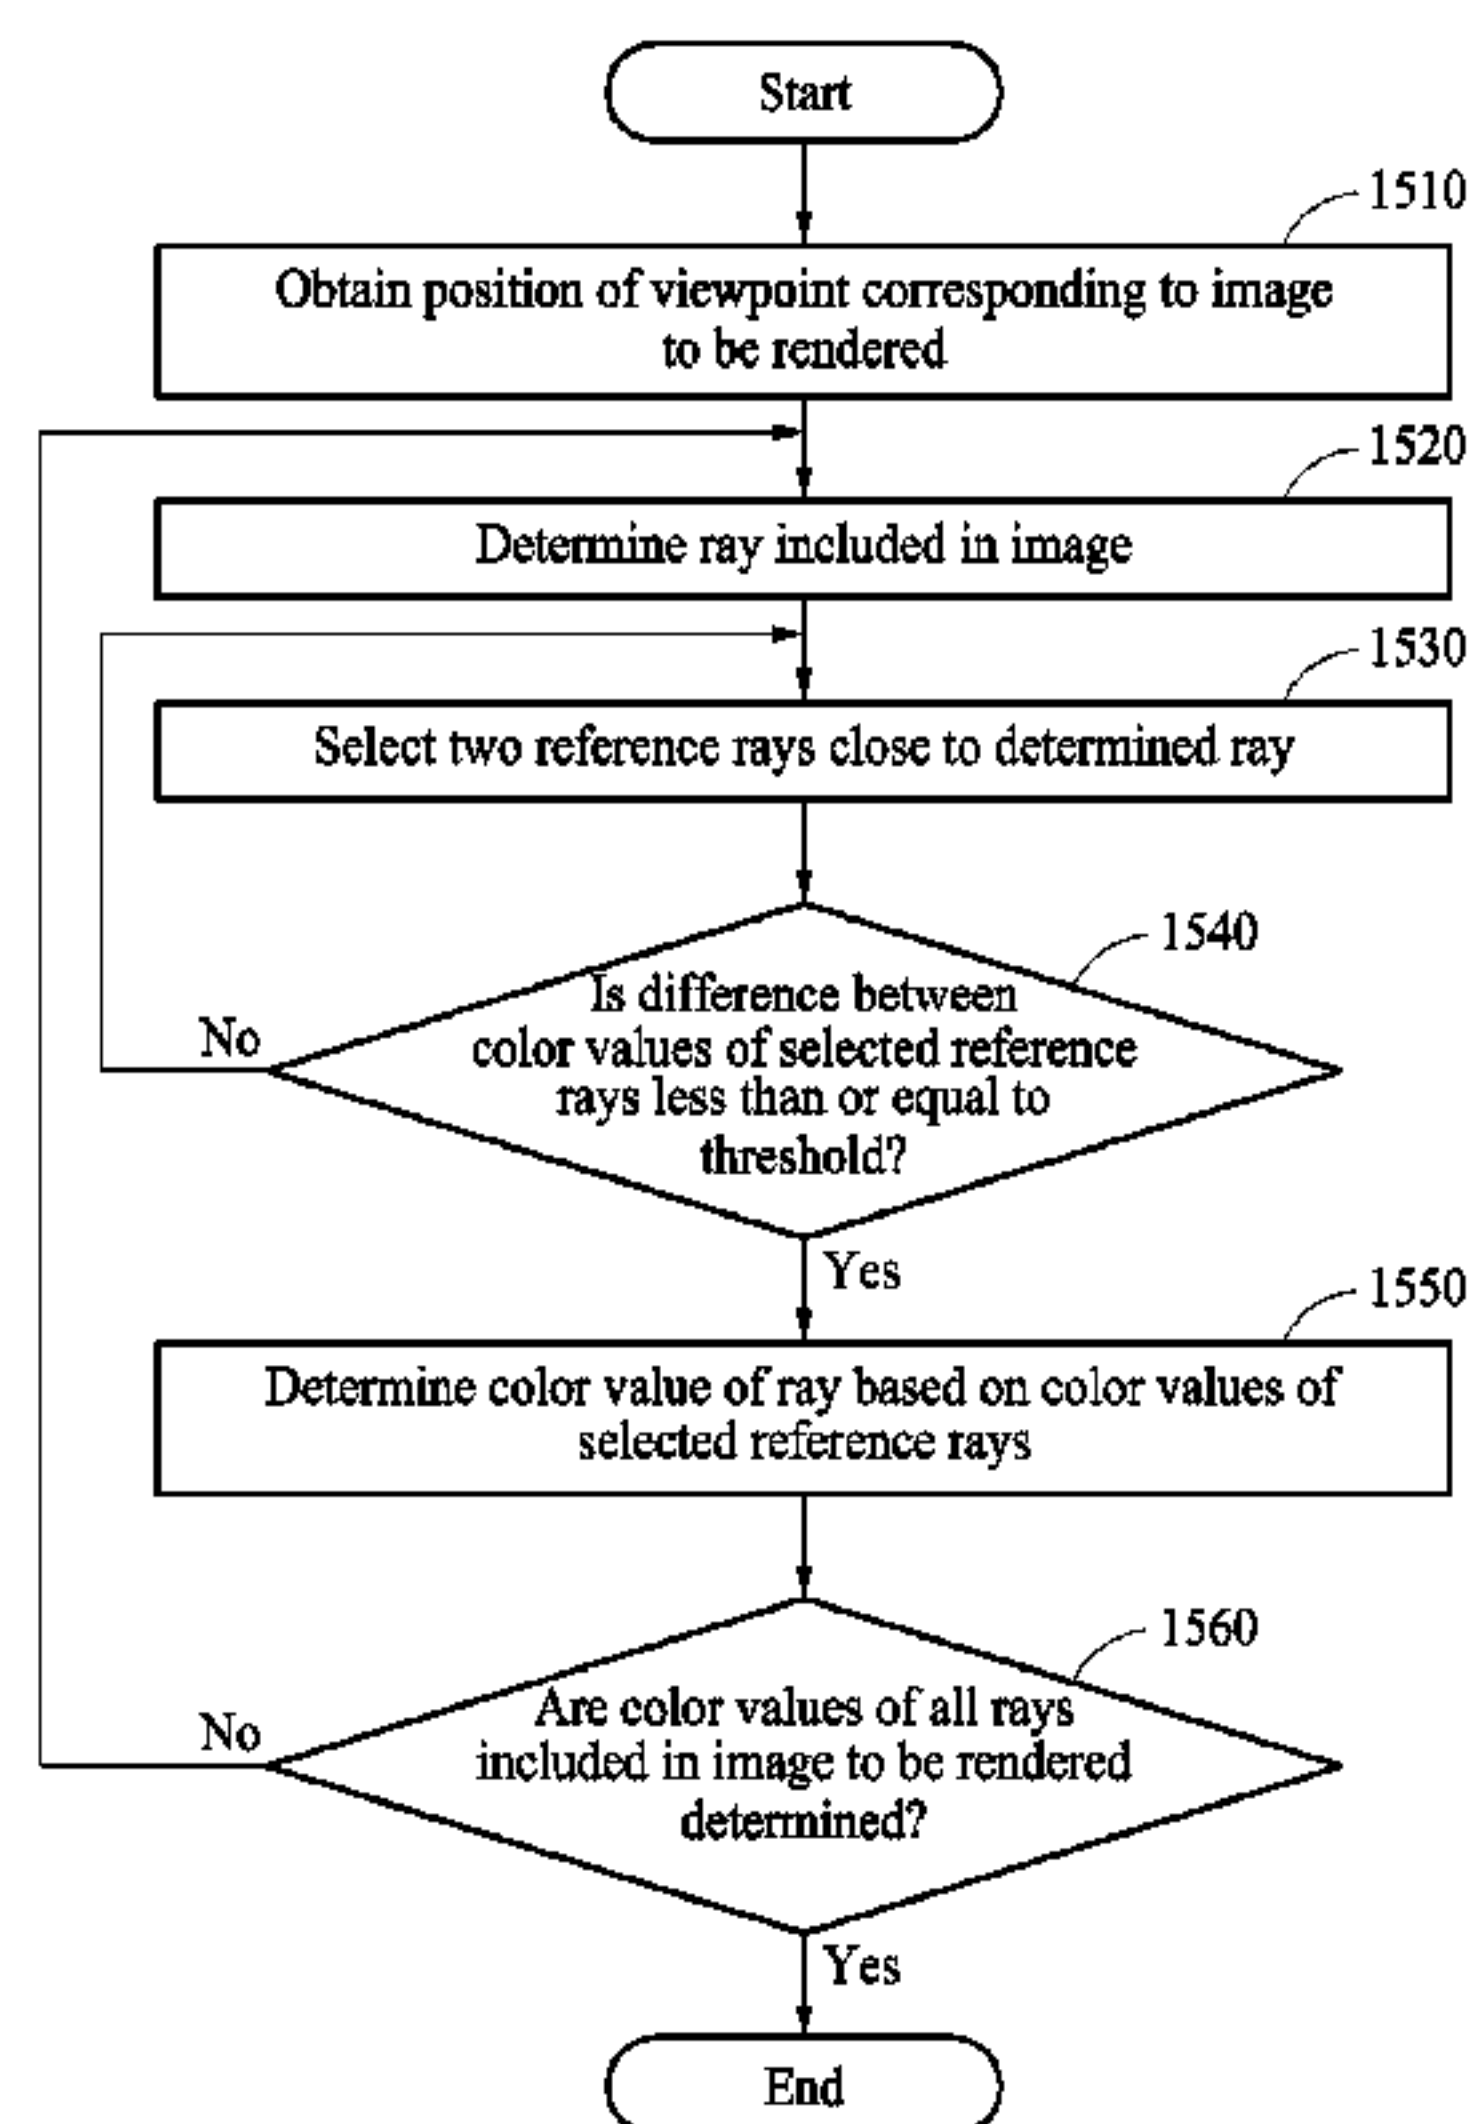 Start
1510
Obtain position of viewpoint corresponding to image
to be rendered
1520
Determine ray included in image
1530
Select two reference rays close to determined ray
1540
Is difference between
color values of selected reference
rays less than or equal to
threshold?
No
Yes
1550
Determine color value of ray based on color values of
selected reference rays
1560
Are color values of all rays
included in image to be rendered
determined?
No
Yes
End